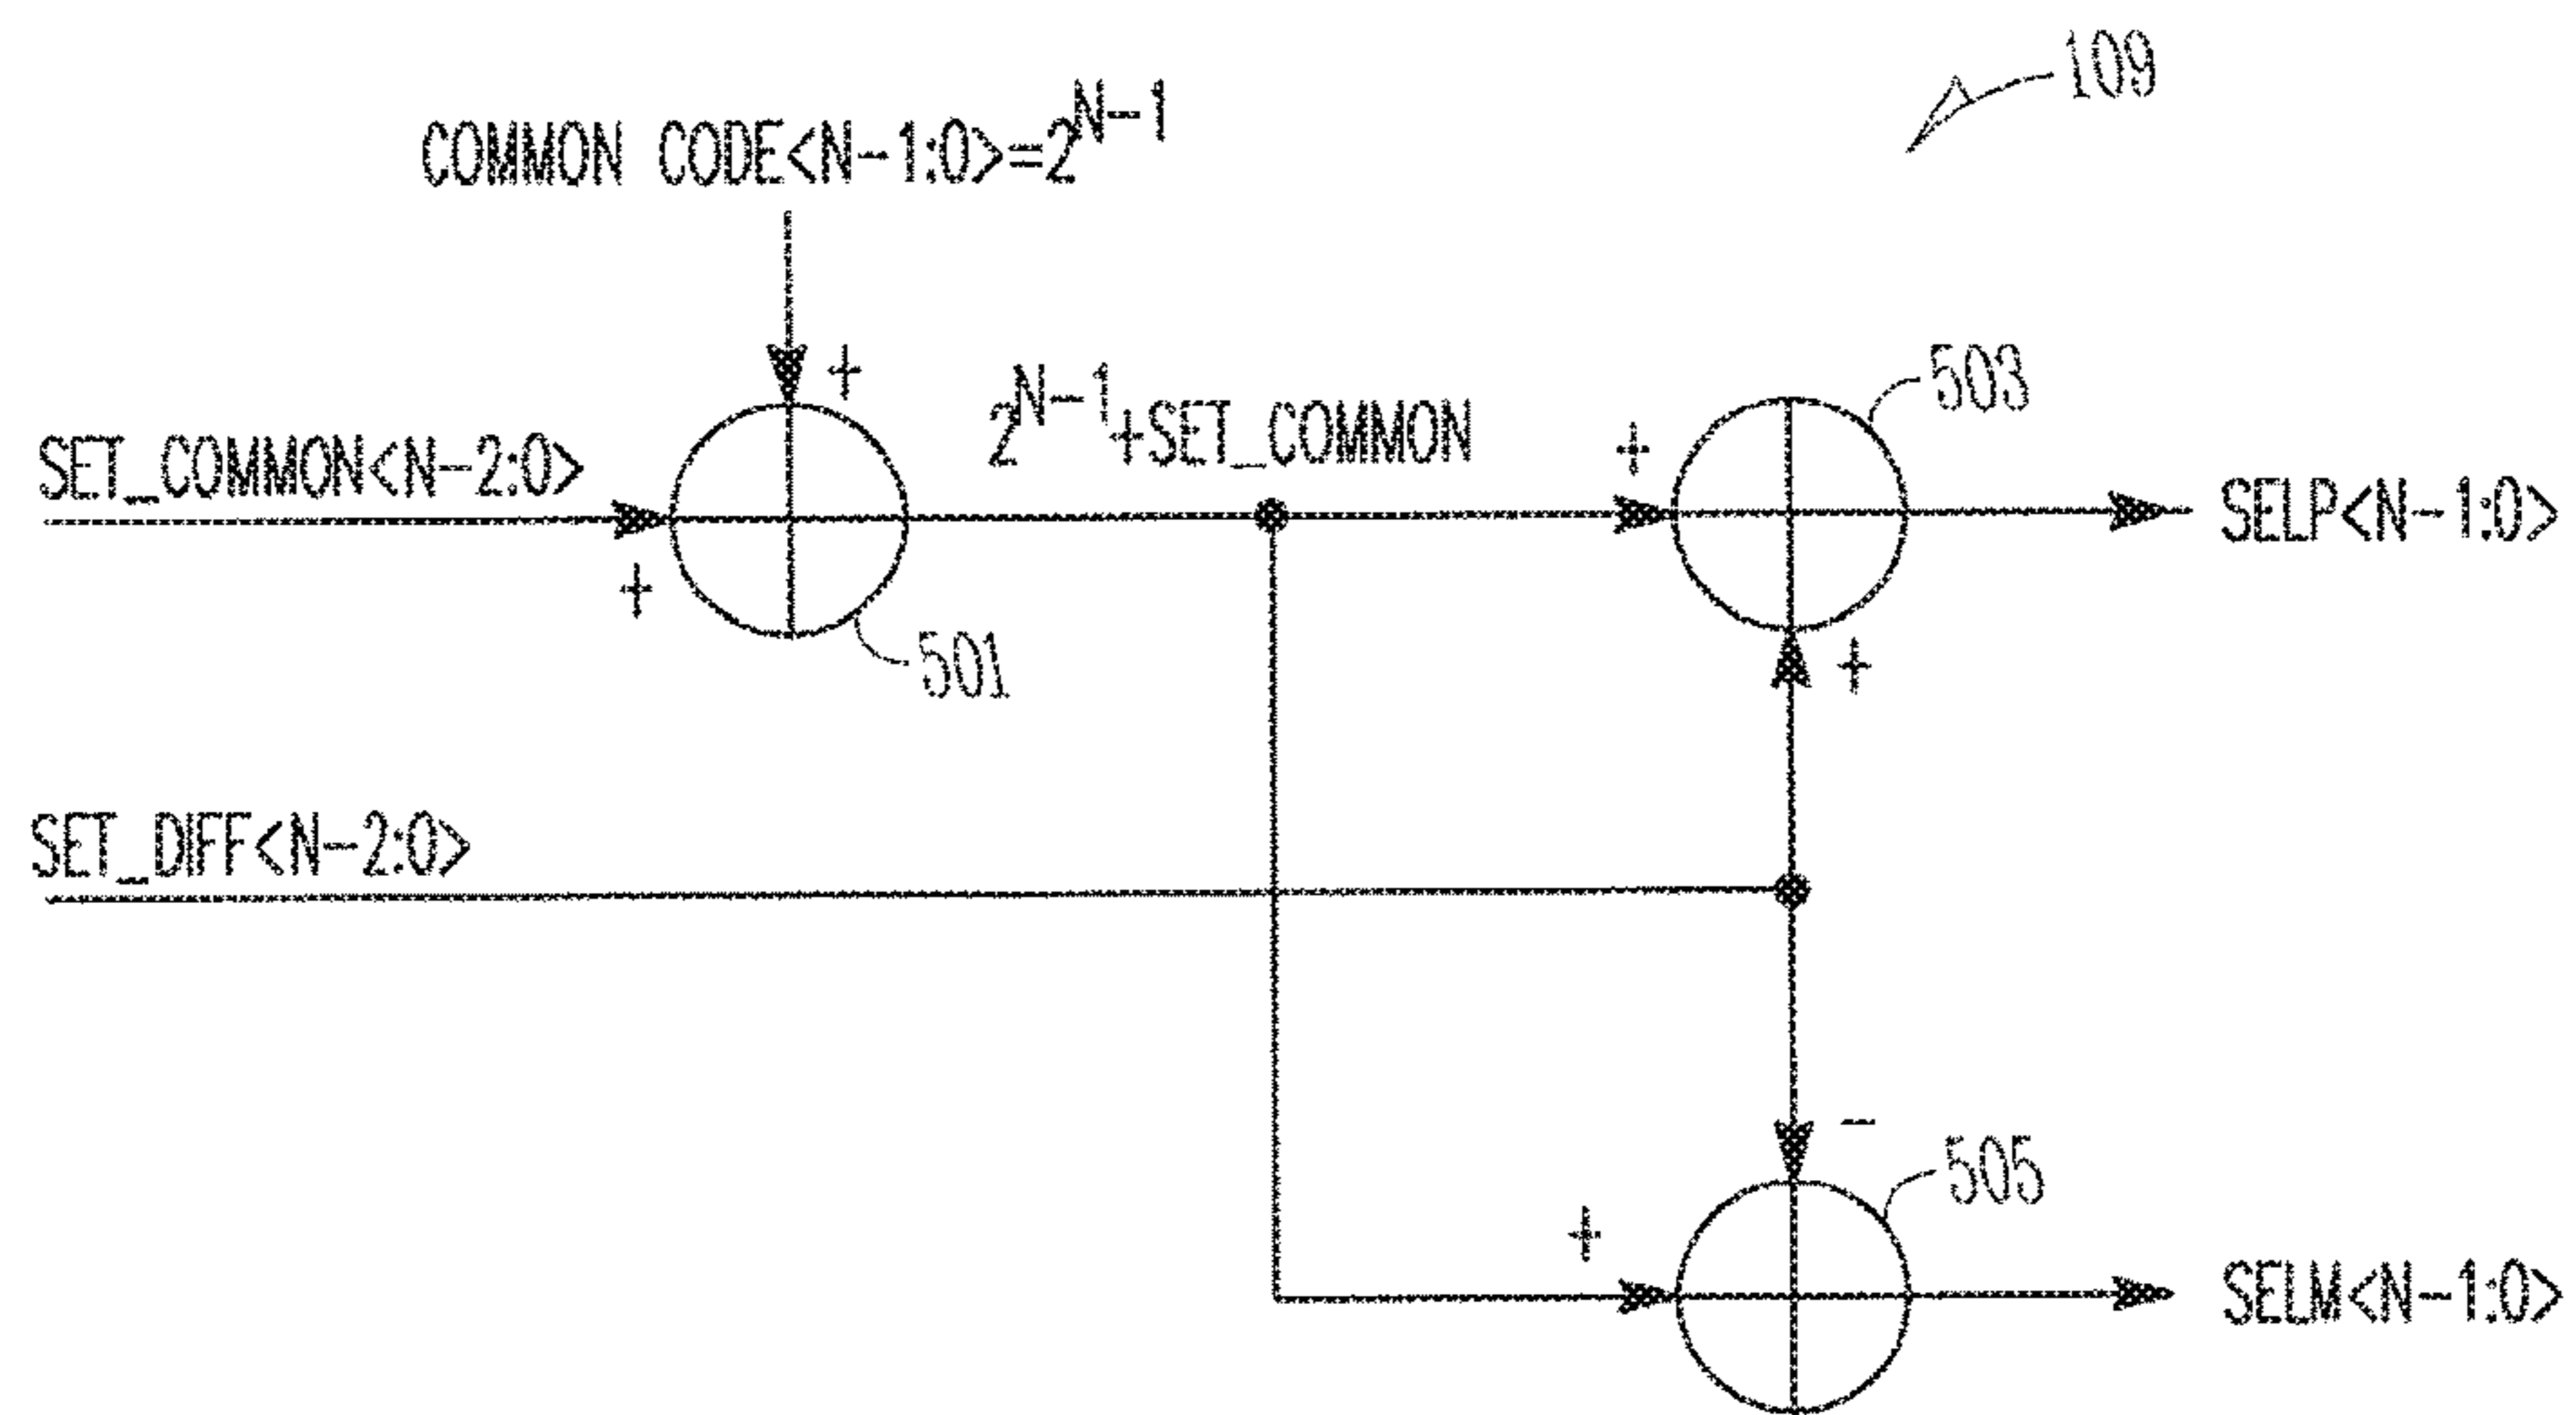 109
COMMON CODE<N-1:0>=2^N-1
+
SET_COMMON<N-2:0>
2^N-1+SET_COMMON
+
503
SELP<N-1:0>
+
501
+
SET_DIFF<N-2:0>
-
505
+
SELM<N-1:0>